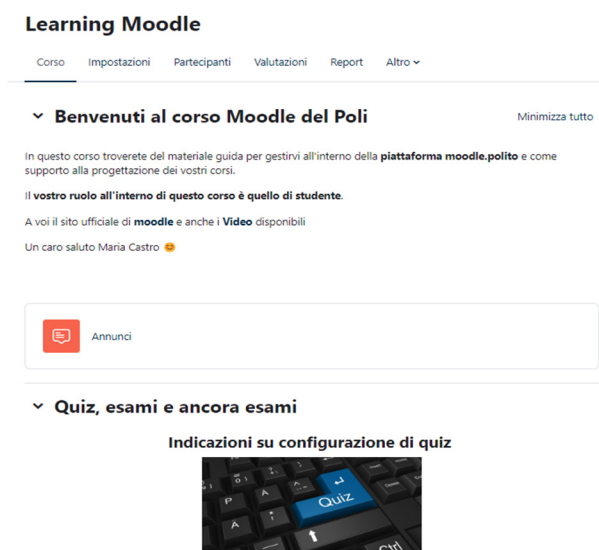 Learning Moodle
Corso Impostazioni Partecipanti Valutazioni Report Altro
Benvenuti al corso Moodle del Poli Minimizza tutto
In questo corso troverete del materiale guida per gestirvi all'interno della piattaforma moodle.polito e come
supporto alla progettazione dei vostri corsi.
Il vostro ruolo all'interno di questo corso è quello di studente.
A voi il sito ufficiale di moodle e anche i Video disponibili
Un caro saluto Maria Castro 😊
Annunci
Quiz, esami e ancora esami
Indicazioni su configurazione di quiz
P
Quiz
Ctrl